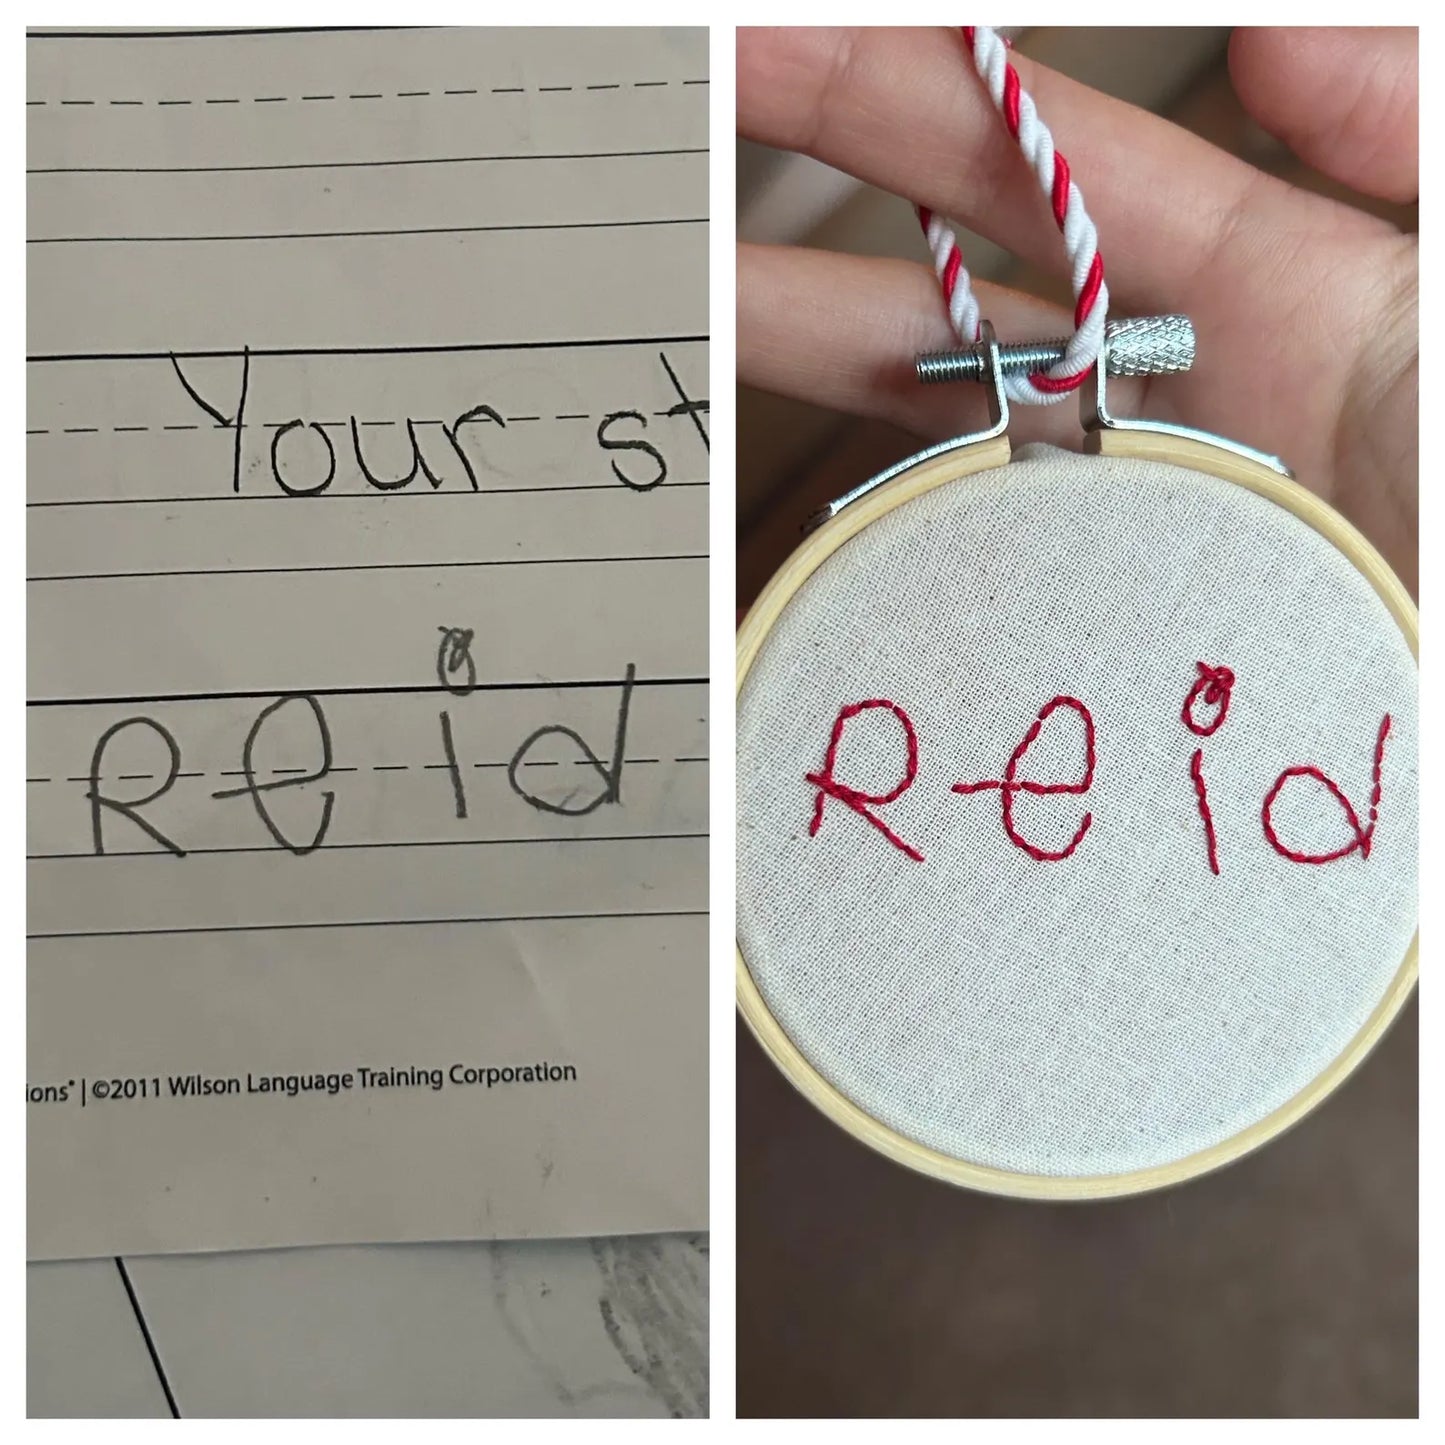 Your st
Reid
ions® | ©2011 Wilson Language Training Corporation
Reid